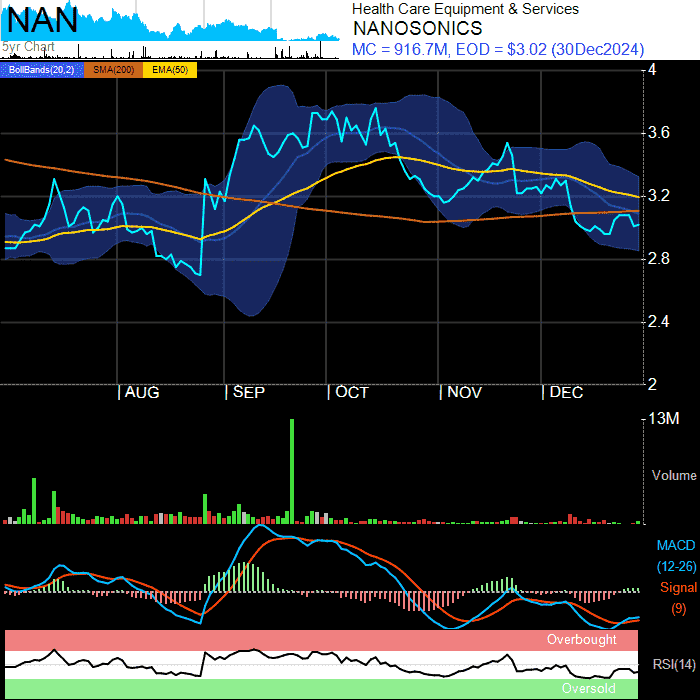 NAN
5yr Chart
Health Care Equipment & Services
NANOSONICS
MC = 916.7M, EOD = $3.02 (30Dec2024)
BollBands(20,2) SMA(200) EMA(50)
4
3.6
3.2
2.8
2.4
2
AUG SEP OCT NOV DEC
13M
Volume
MACD
(12-26)
Signal
(9)
Overbought
RSI(14)
Oversold